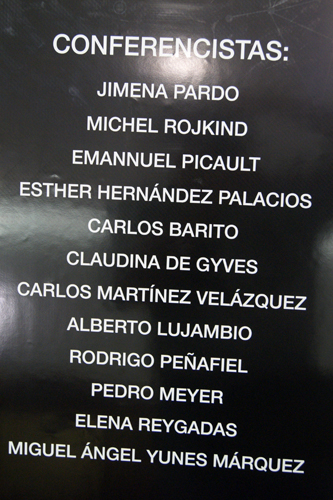 CONFERENCISTAS:
JIMENA PARDO
MICHEL ROJKIND
EMANNUEL PICAULT
ESTHER HERNÁNDEZ PALACIOS
CARLOS BARITO
CLAUDINA DE GYVES
CARLOS MARTÍNEZ VELÁZQUEZ
ALBERTO LUJAMBIO
RODRIGO PEÑAFIEL
PEDRO MEYER
ELENA REYGADAS
MIGUEL ÁNGEL YUNES MÁRQUEZ